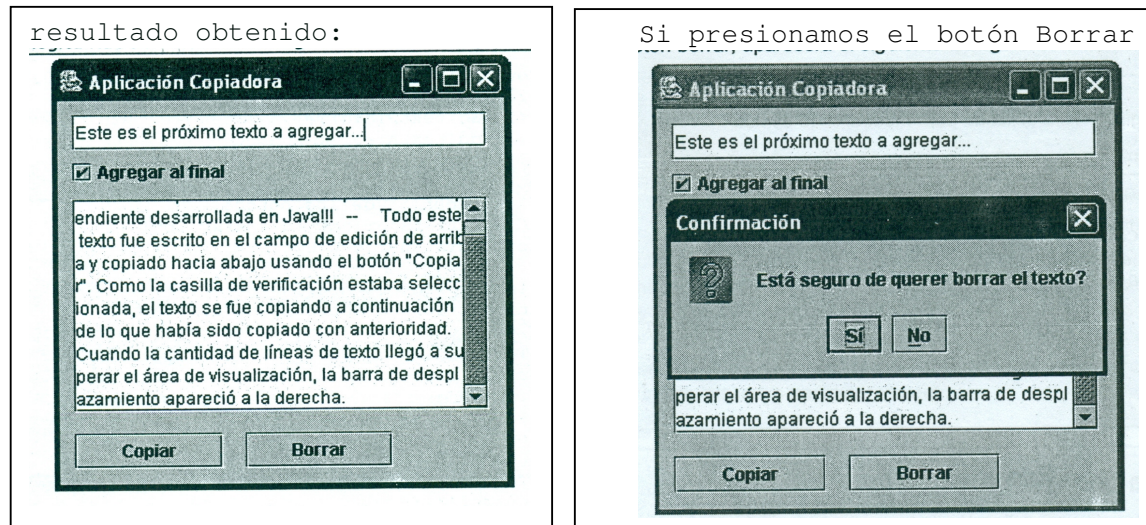 resultado obtenido:
Aplicación Copiadora
Este es el próximo texto a agregar...
Agregar al final
endiente desarrollada en Java!!! -- Todo este
texto fue escrito en el campo de edición de arrib
a y copiado hacia abajo usando el botón "Copia
r". Como la casilla de verificación estaba selecc
ionada, el texto se fue copiando a continuación
de lo que había sido copiado con anterioridad.
Cuando la cantidad de líneas de texto llegó a su
perar el área de visualización, la barra de despl
azamiento apareció a la derecha.
Copiar Borrar
Si presionamos el botón Borrar
Aplicación Copiadora
Este es el próximo texto a agregar...
Agregar al final
Confirmación
Está seguro de querer borrar el texto?
Sí No
perar el área de visualización, la barra de despl
azamiento apareció a la derecha.
Copiar Borrar